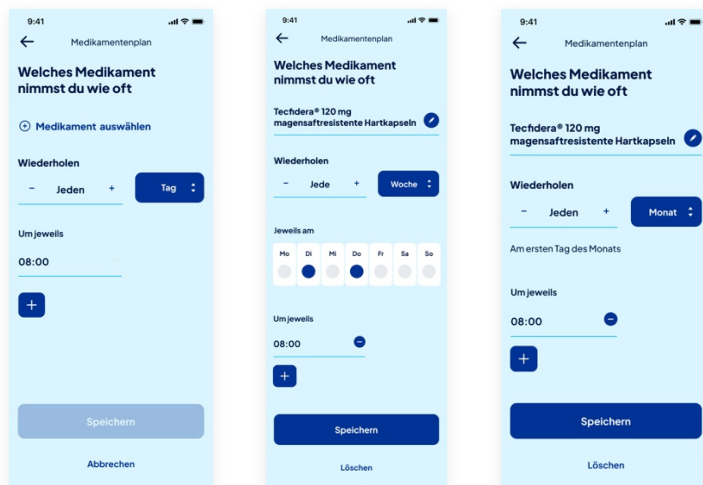 9:41
Medikamentenplan
Welches Medikament
nimmst du wie oft
Medikament auswählen
Wiederholen
− Jeden +
Tag
Um jeweils
08:00
+
Speichern
Abbrechen
9:41
Medikamentenplan
Welches Medikament
nimmst du wie oft
Tecfidera® 120 mg
magensaftresistente Hartkapseln
Wiederholen
− Jede +
Woche
Jeweils am
Mo Di Mi Do Fr Sa So
Um jeweils
08:00
+
Speichern
Löschen
9:41
Medikamentenplan
Welches Medikament
nimmst du wie oft
Tecfidera® 120 mg
magensaftresistente Hartkapseln
Wiederholen
− Jeden +
Monat
Am ersten Tag des Monats
Um jeweils
08:00
+
Speichern
Löschen